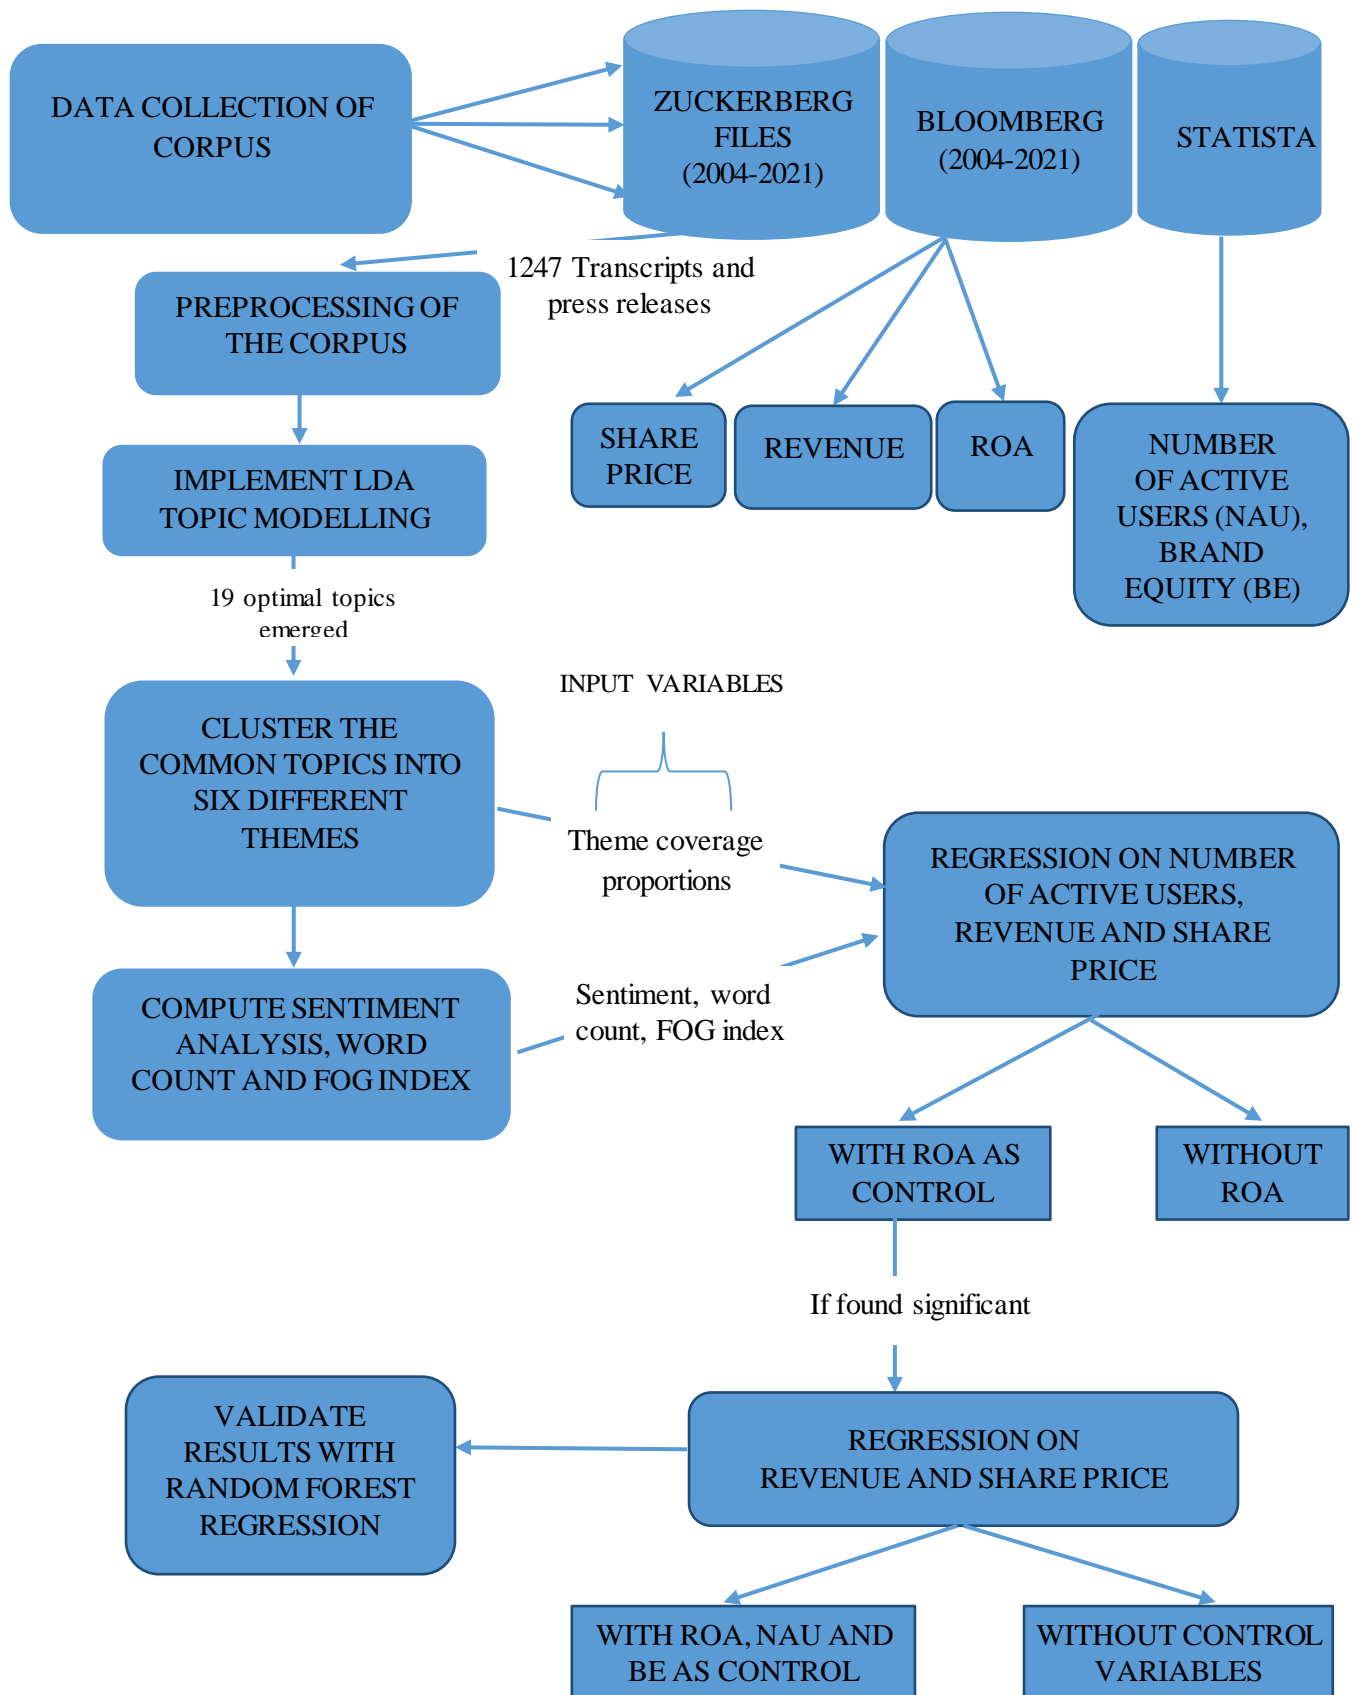 DATA COLLECTION OF
CORPUS
ZUCKERBERG
FILES
(2004-2021)
BLOOMBERG
(2004-2021)
STATISTA
1247 Transcripts and
press releases
PREPROCESSING OF
THE CORPUS
SHARE
PRICE
REVENUE
ROA
NUMBER
OF ACTIVE
USERS (NAU),
BRAND
EQUITY (BE)
IMPLEMENT LDA
TOPIC MODELLING
19 optimal topics
emerged
INPUT VARIABLES
CLUSTER THE
COMMON TOPICS INTO
SIX DIFFERENT
THEMES
Theme coverage
proportions
REGRESSION ON NUMBER
OF ACTIVE USERS,
REVENUE AND SHARE
PRICE
COMPUTE SENTIMENT
ANALYSIS, WORD
COUNT AND FOG INDEX
Sentiment, word
count, FOG index
WITH ROA AS
CONTROL
WITHOUT
ROA
If found significant
VALIDATE
RESULTS WITH
RANDOM FOREST
REGRESSION
REGRESSION ON
REVENUE AND SHARE PRICE
WITH ROA, NAU AND
BE AS CONTROL
WITHOUT CONTROL
VARIABLES